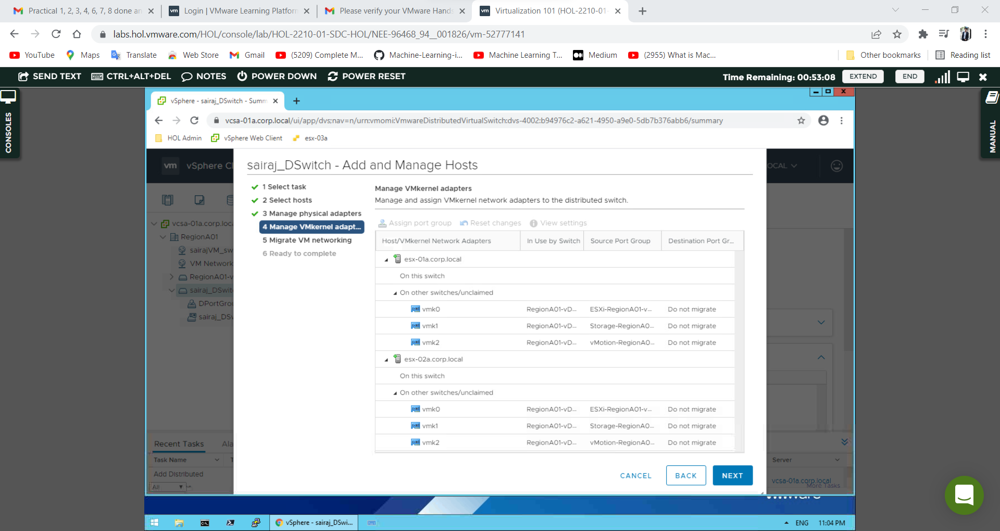 Practical 1, 2, 3, 4, 6, 7, 8 done an
Login | VMware Learning Platform
Please verify your VMware Hands
Virtualization 101 (HOL-2210-01-
labs.hol.vmware.com/HOL/console/lab/HOL-2210-01-SDC-HOL/NEE-96468_94__001826/vm-52777141
YouTube Maps Translate Web Store Gmail (5209) Complete M... Machine-Learning-i... Machine Learning T... Medium (2955) What is Mac... Other bookmarks Reading list
SEND TEXT CTRL+ALT+DEL NOTES POWER DOWN POWER RESET Time Remaining: 00:53:08 EXTEND END
CONSOLES
MANUAL
vSphere - sairaj_DSwitch - Summ
vcsa-01a.corp.local/ui/app/dvs;nav=n/urn:vmomi:VmwareDistributedVirtualSwitch:dvs-4002:b94976c2-a621-4950-a9e0-5db7b376abb6/summary
HOL Admin vSphere Web Client esx-03a
vm vSphere Cl
OCAL
vcsa-01a.corp.loca
RegionA01
sairajVM_sw
VM Network
RegionA01-v
sairaj_DSwit
DPortGrou
sairaj_DSw
sairaj_DSwitch - Add and Manage Hosts
1 Select task
2 Select hosts
3 Manage physical adapters
4 Manage VMkernel adapt...
5 Migrate VM networking
6 Ready to complete
Manage VMkernel adapters
Manage and assign VMkernel network adapters to the distributed switch.
Assign port group Reset changes View settings
Host/VMkernel Network Adapters In Use by Switch Source Port Group Destination Port Gr...
esx-01a.corp.local
On this switch
On other switches/unclaimed
vmk0 RegionA01-vD... ESXi-RegionA01-v... Do not migrate
vmk1 RegionA01-vD... Storage-RegionA0... Do not migrate
vmk2 RegionA01-vD... vMotion-RegionA0... Do not migrate
esx-02a.corp.local
On this switch
On other switches/unclaimed
vmk0 RegionA01-vD... ESXi-RegionA01-v... Do not migrate
vmk1 RegionA01-vD... Storage-RegionA0... Do not migrate
vmk2 RegionA01-vD... vMotion-RegionA0... Do not migrate
CANCEL BACK NEXT
Recent Tasks Ala
Task Name T
Add Distributed
All
Server
vcsa-01a.corp.local
More Tasks
vmware
vSphere - sairaj_DSwi...
ENG 11:04 PM